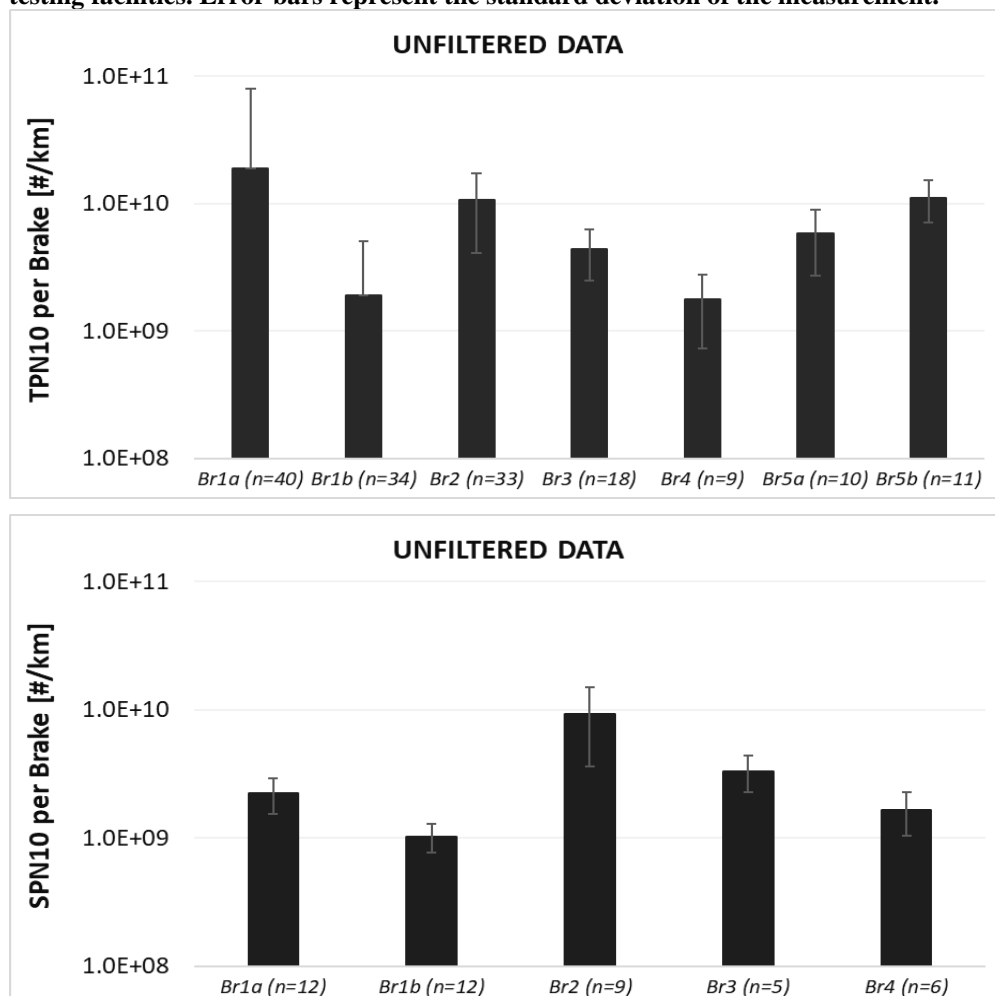 testing facilities. Error bars represent the standard deviation of the measurement.
UNFILTERED DATA
TPN10 per Brake [#/km]
1.0E+11
1.0E+10
1.0E+09
1.0E+08
Br1a (n=40) Br1b (n=34) Br2 (n=33) Br3 (n=18) Br4 (n=9) Br5a (n=10) Br5b (n=11)
UNFILTERED DATA
SPN10 per Brake [#/km]
1.0E+11
1.0E+10
1.0E+09
1.0E+08
Br1a (n=12) Br1b (n=12) Br2 (n=9) Br3 (n=5) Br4 (n=6)